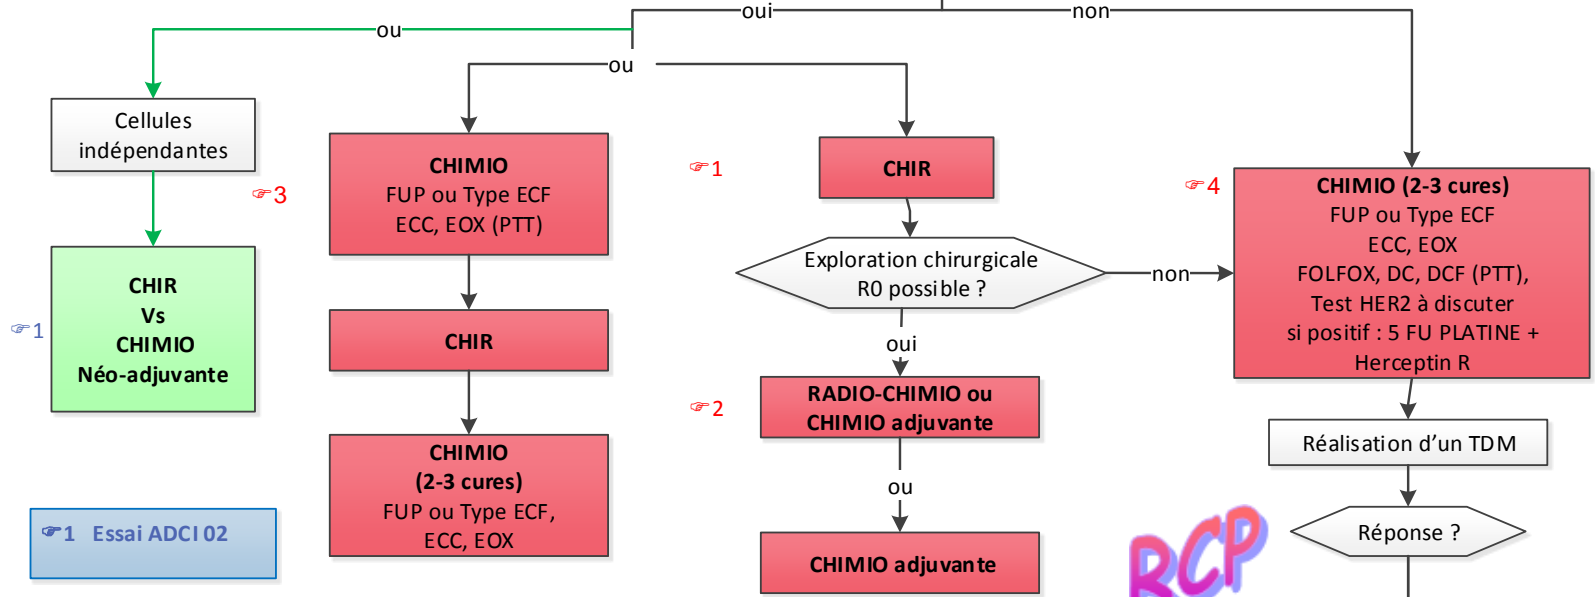 oui
non
ou
ou
Cellules
indépendantes
☞3
CHIMIO
FUP ou Type ECF
ECC, EOX (PTT)
☞1
CHIR
☞4
CHIMIO (2-3 cures)
FUP ou Type ECF
ECC, EOX
FOLFOX, DC, DCF (PTT),
Test HER2 à discuter
si positif : 5 FU PLATINE +
Herceptin R
☞1
CHIR
Vs
CHIMIO
Néo-adjuvante
CHIR
Exploration chirurgicale
R0 possible ?
non
oui
☞2
RADIO-CHIMIO ou
CHIMIO adjuvante
ou
CHIMIO adjuvante
CHIMIO
(2-3 cures)
FUP ou Type ECF,
ECC, EOX
Réalisation d’un TDM
Réponse ?
☞1 Essai ADCI 02
RCP